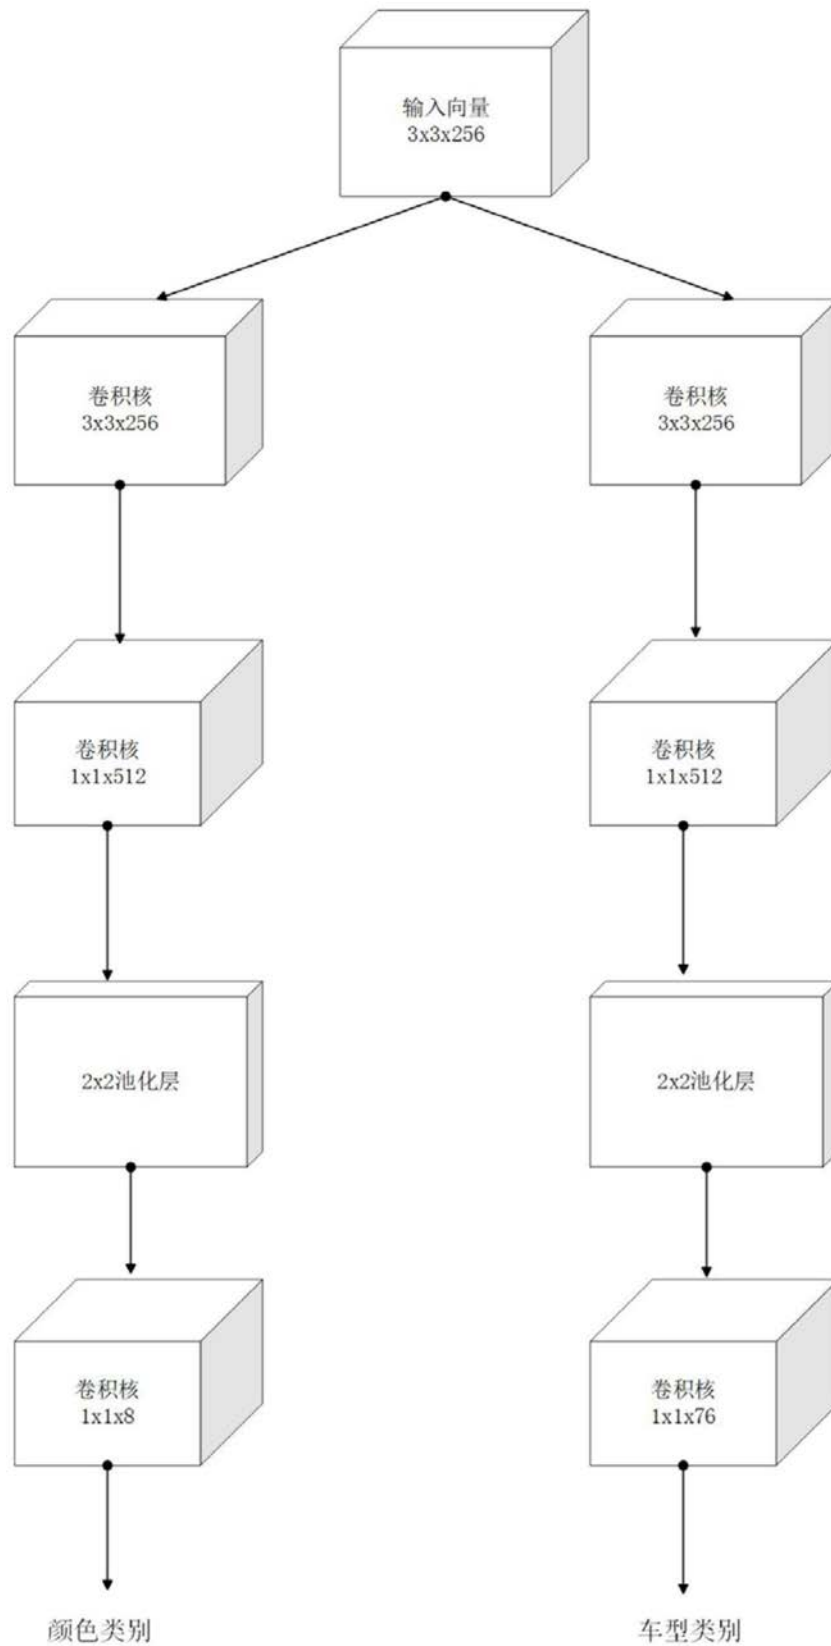 输入向量
3x3x256
卷积核
3x3x256
卷积核
3x3x256
卷积核
1x1x512
卷积核
1x1x512
2x2池化层
2x2池化层
卷积核
1x1x8
卷积核
1x1x76
颜色类别
车型类别